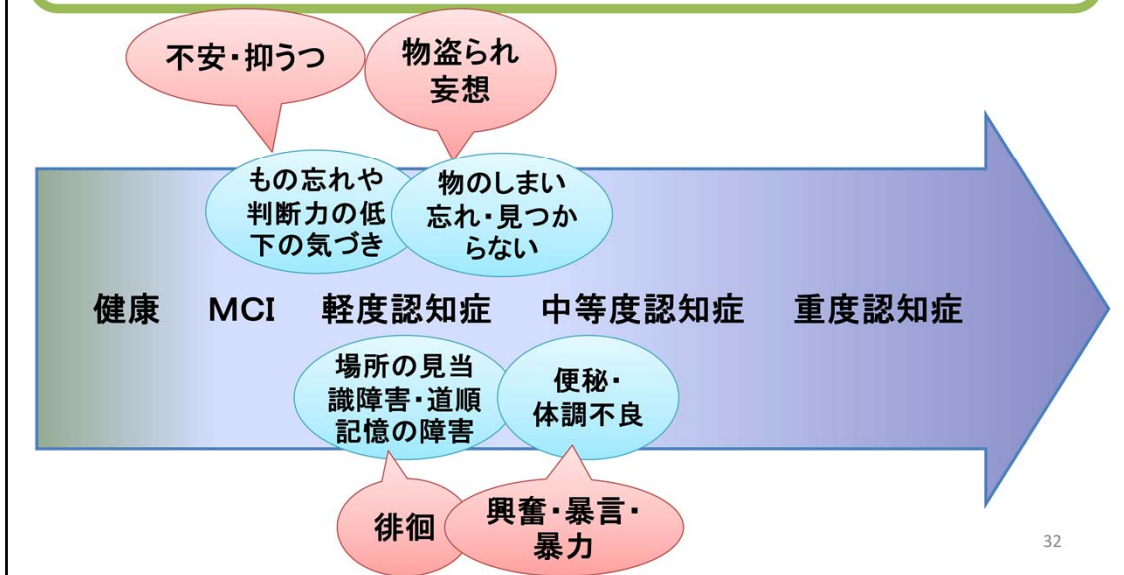 不安・抑うつ
物盗られ
妄想
もの忘れや
判断力の低
下の気づき
物のしまい
忘れ・見つか
らない
健康 MCI 軽度認知症 中等度認知症 重度認知症
場所の見当
識障害・道順
記憶の障害
便秘・
体調不良
徘徊
興奮・暴言・
暴力
32